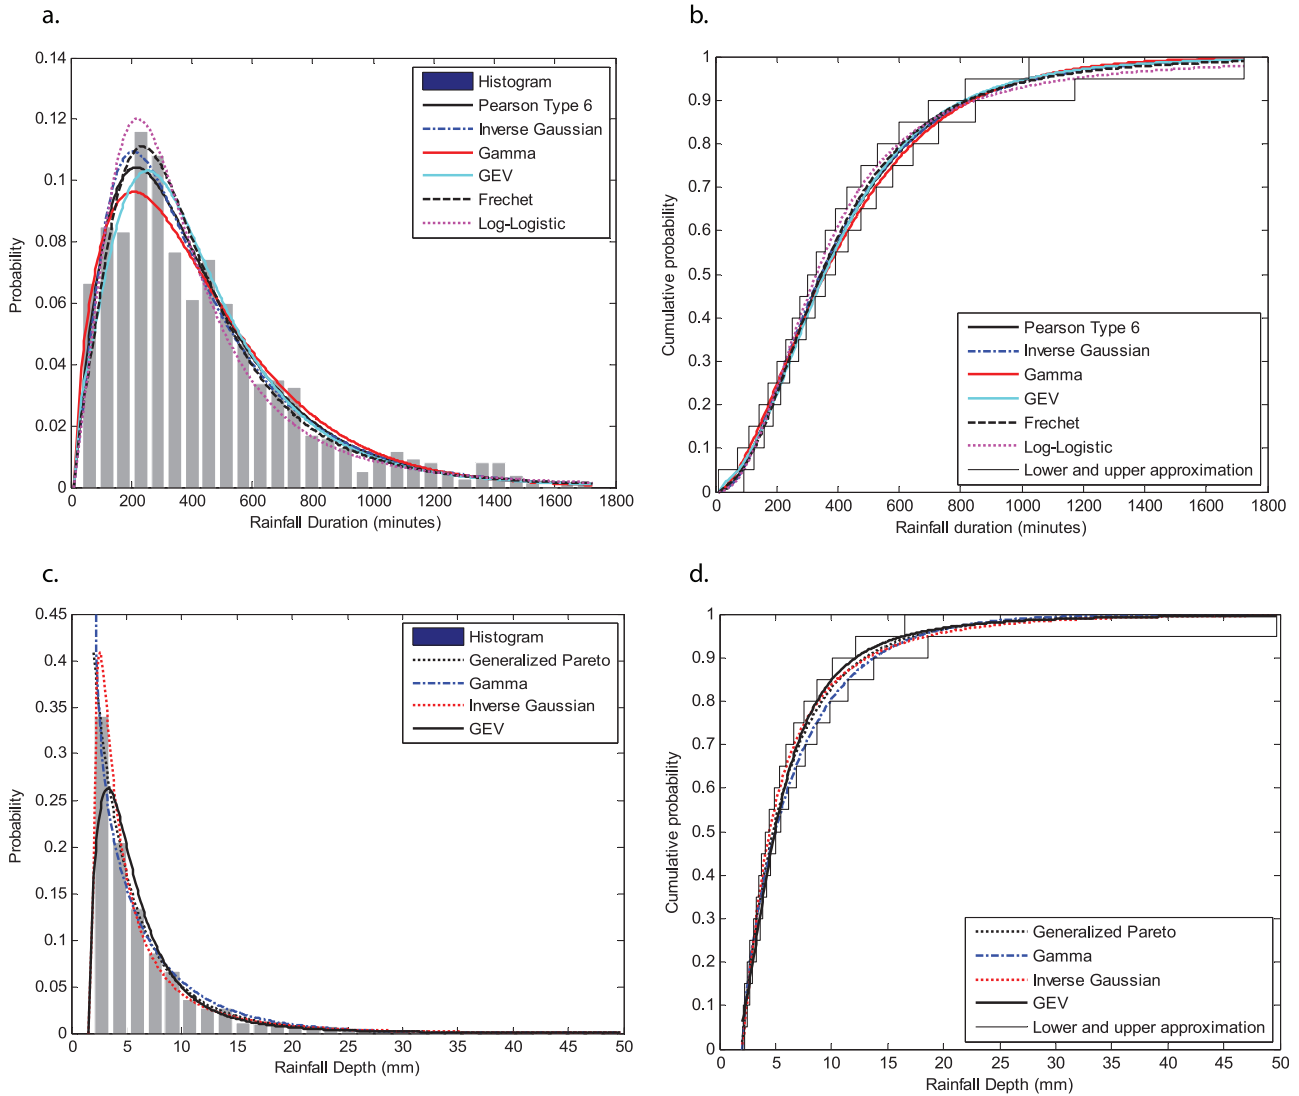 a.
0.14
0.12
0.1
0.08
0.06
0.04
0.02
0
Probability
Histogram
Pearson Type 6
Inverse Gaussian
Gamma
GEV
Frechet
Log-Logistic
0 200 400 600 800 1000 1200 1400 1600 1800
Rainfall Duration (minutes)
b.
1
0.9
0.8
0.7
0.6
0.5
0.4
0.3
0.2
0.1
0
Cumulative probability
Pearson Type 6
Inverse Gaussian
Gamma
GEV
Frechet
Log-Logistic
Lower and upper approximation
0 200 400 600 800 1000 1200 1400 1600 1800
Rainfall duration (minutes)
c.
0.45
0.4
0.35
0.3
0.25
0.2
0.15
0.1
0.05
0
Probability
Histogram
Generalized Pareto
Gamma
Inverse Gaussian
GEV
0 5 10 15 20 25 30 35 40 45 50
Rainfall Depth (mm)
d.
1
0.9
0.8
0.7
0.6
0.5
0.4
0.3
0.2
0.1
0
Cumulative probability
Generalized Pareto
Gamma
Inverse Gaussian
GEV
Lower and upper approximation
0 5 10 15 20 25 30 35 40 45 50
Rainfall Depth (mm)